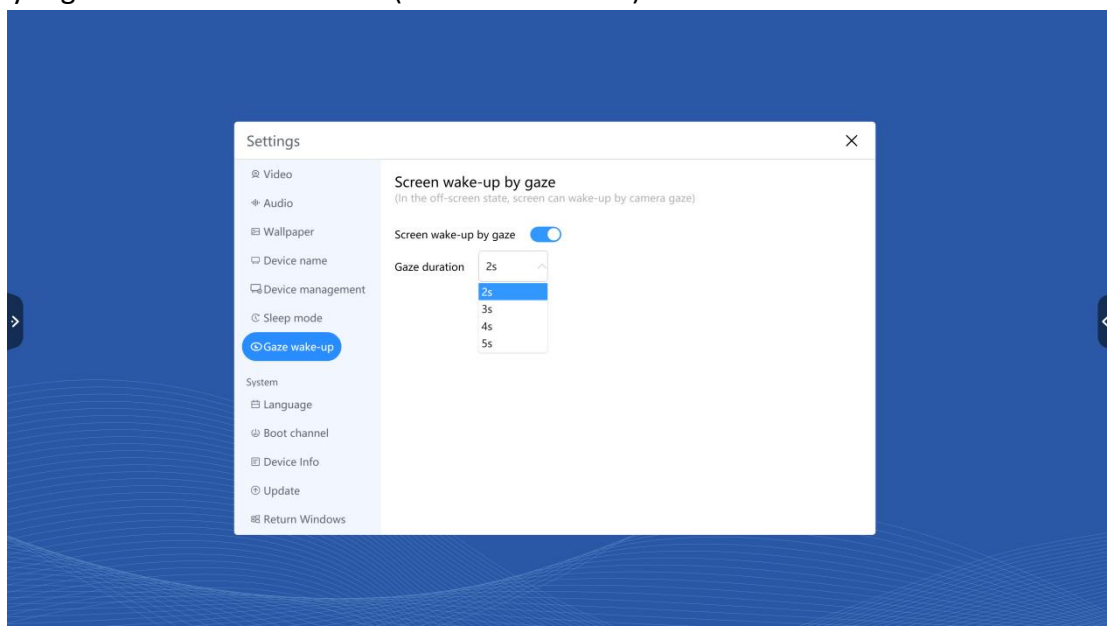 Settings
Video
Audio
Wallpaper
Device name
Device management
Sleep mode
Gaze wake-up
System
Language
Boot channel
Device Info
Update
Return Windows
Screen wake-up by gaze
(In the off-screen state, screen can wake-up by camera gaze)
Screen wake-up by gaze
Gaze duration 2s
2s
3s
4s
5s